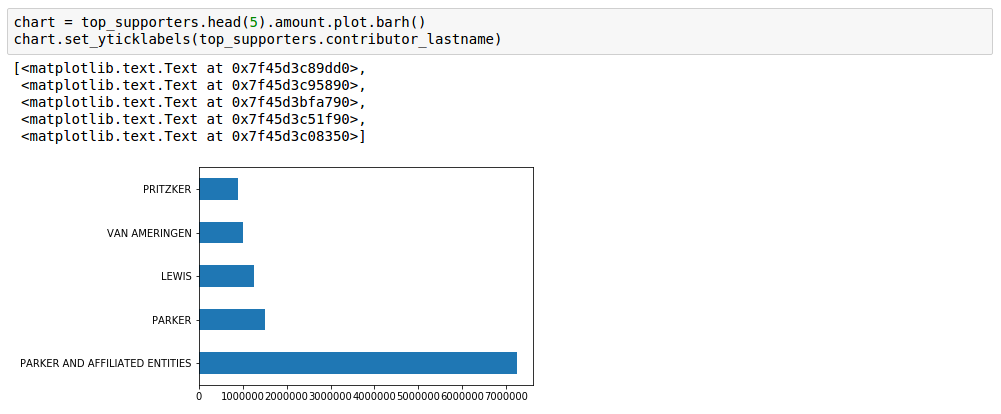 chart = top_supporters.head(5).amount.plot.barh()
chart.set_yticklabels(top_supporters.contributor_lastname)
[<matplotlib.text.Text at 0x7f45d3c89dd0>,
<matplotlib.text.Text at 0x7f45d3c95890>,
<matplotlib.text.Text at 0x7f45d3bfa790>,
<matplotlib.text.Text at 0x7f45d3c51f90>,
<matplotlib.text.Text at 0x7f45d3c08350>]
PRITZKER
VAN AMERINGEN
LEWIS
PARKER
PARKER AND AFFILIATED ENTITIES
0 1000000 2000000 3000000 4000000 5000000 6000000 7000000